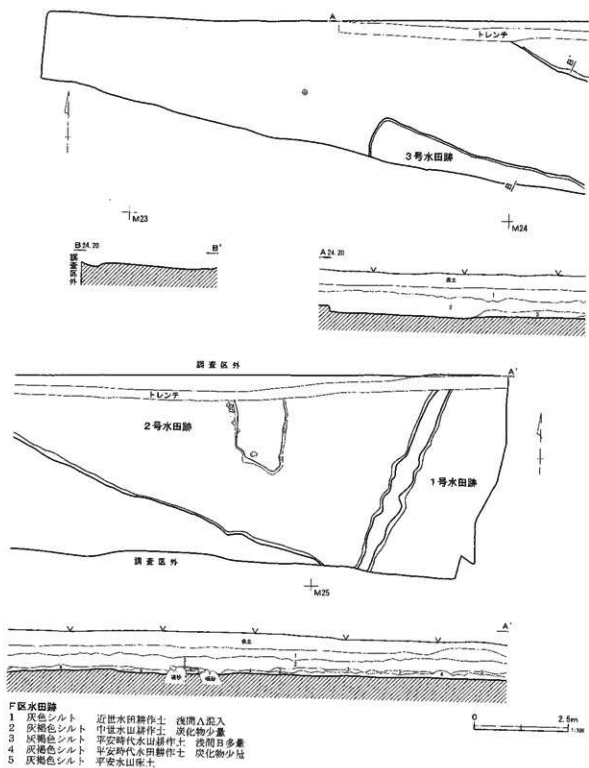 A
トレンチ
B'
3号水田跡
B
M23
M24
B 24.20
B'
調査区外
A 24.20
表土
1
2
3
調査区外
A'
トレンチ
2号水田跡
1号水田跡
調査区外
M25
A'
表土
1
2
4
噴砂
噴砂
F区水田跡
1 灰色シルト 近世水田耕作土 浅間A混入
2 灰褐色シルト 中世水田耕作土 炭化物少量
3 灰褐色シルト 平安時代水田耕作土 浅間B多量
4 灰褐色シルト 平安時代水田耕作土 炭化物少量
5 灰褐色シルト 平安水田床土
0 2.5m